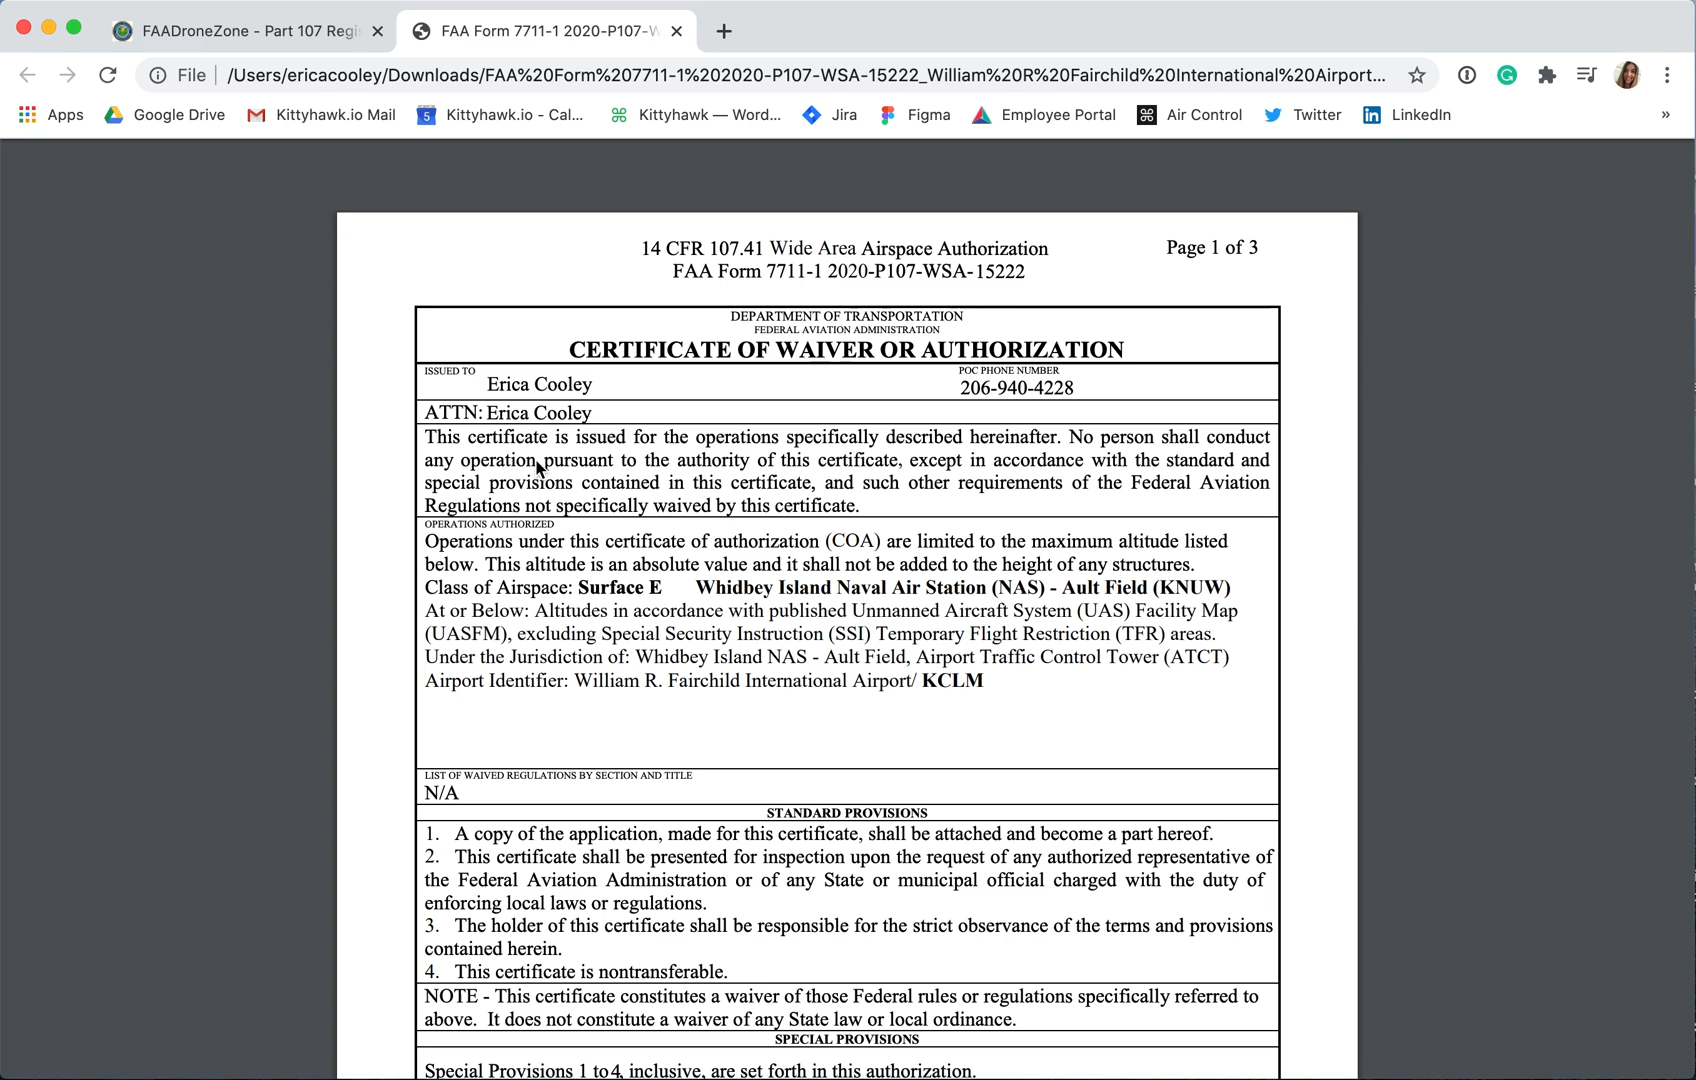 FAADroneZone - Part 107 Regi
FAA Form 7711-1 2020-P107-W
File
/Users/ericacooley/Downloads/FAA%20Form%207711-1%202020-P107-WSA-15222_William%20R%20Fairchild%20International%20Airport...
Apps
Google Drive
Kittyhawk.io Mail
5
Kittyhawk.io - Cal...
Kittyhawk — Word...
Jira
Figma
Employee Portal
Air Control
Twitter
LinkedIn
»
14 CFR 107.41 Wide Area Airspace Authorization
Page 1 of 3
FAA Form 7711-1 2020-P107-WSA-15222
DEPARTMENT OF TRANSPORTATION
FEDERAL AVIATION ADMINISTRATION
CERTIFICATE OF WAIVER OR AUTHORIZATION
ISSUED TO
Erica Cooley
POC PHONE NUMBER
206-940-4228
ATTN: Erica Cooley
This certificate is issued for the operations specifically described hereinafter. No person shall conduct
any operation pursuant to the authority of this certificate, except in accordance with the standard and
special provisions contained in this certificate, and such other requirements of the Federal Aviation
Regulations not specifically waived by this certificate.
OPERATIONS AUTHORIZED
Operations under this certificate of authorization (COA) are limited to the maximum altitude listed
below. This altitude is an absolute value and it shall not be added to the height of any structures.
Class of Airspace: Surface E Whidbey Island Naval Air Station (NAS) - Ault Field (KNUW)
At or Below: Altitudes in accordance with published Unmanned Aircraft System (UAS) Facility Map
(UASFM), excluding Special Security Instruction (SSI) Temporary Flight Restriction (TFR) areas.
Under the Jurisdiction of: Whidbey Island NAS - Ault Field, Airport Traffic Control Tower (ATCT)
Airport Identifier: William R. Fairchild International Airport/ KCLM
LIST OF WAIVED REGULATIONS BY SECTION AND TITLE
N/A
STANDARD PROVISIONS
1. A copy of the application, made for this certificate, shall be attached and become a part hereof.
2. This certificate shall be presented for inspection upon the request of any authorized representative of
the Federal Aviation Administration or of any State or municipal official charged with the duty of
enforcing local laws or regulations.
3. The holder of this certificate shall be responsible for the strict observance of the terms and provisions
contained herein.
4. This certificate is nontransferable.
NOTE - This certificate constitutes a waiver of those Federal rules or regulations specifically referred to
above. It does not constitute a waiver of any State law or local ordinance.
SPECIAL PROVISIONS
Special Provisions 1 to 4, inclusive, are set forth in this authorization.